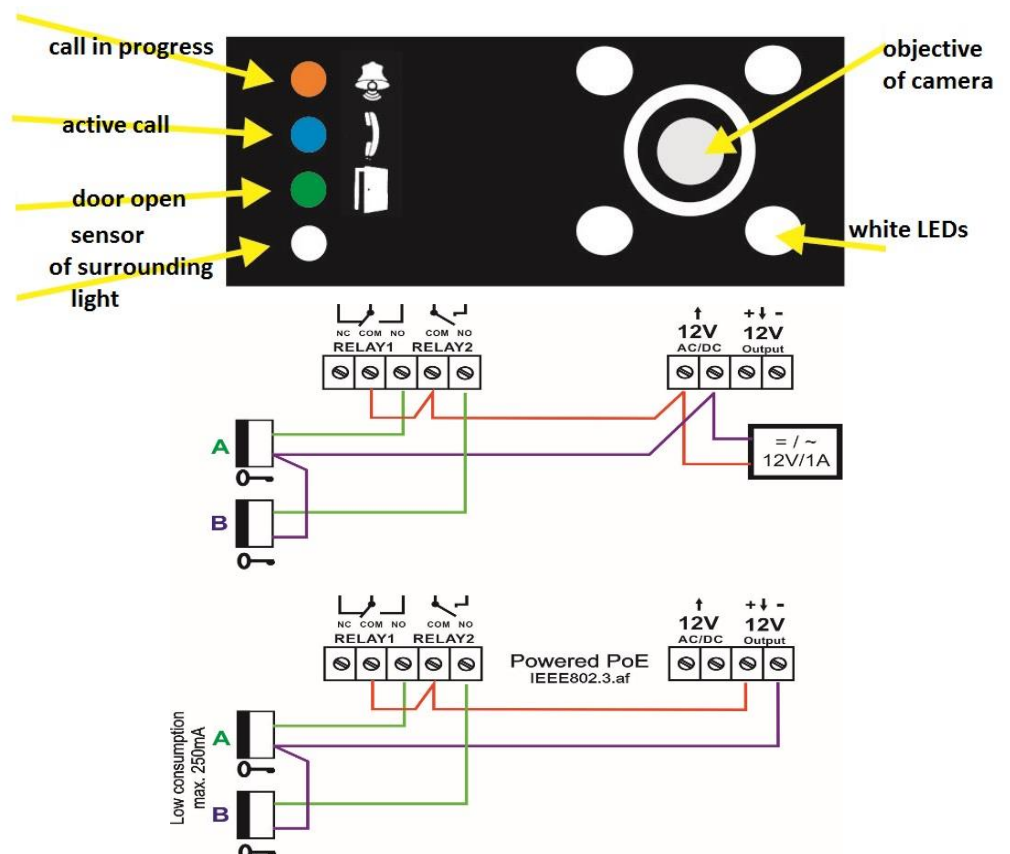 call in progress
active call
door open
sensor
of surrounding
light
objective
of camera
white LEDs
NC COM NO COM NO
RELAY1 RELAY2
12V
AC/DC
+ -
12V
Output
A
B
= / ~
12V/1A
NC COM NO COM NO
RELAY1 RELAY2
Powered PoE
IEEE802.3.af
12V
AC/DC
+ -
12V
Output
Low consumption
max. 250mA
A
B